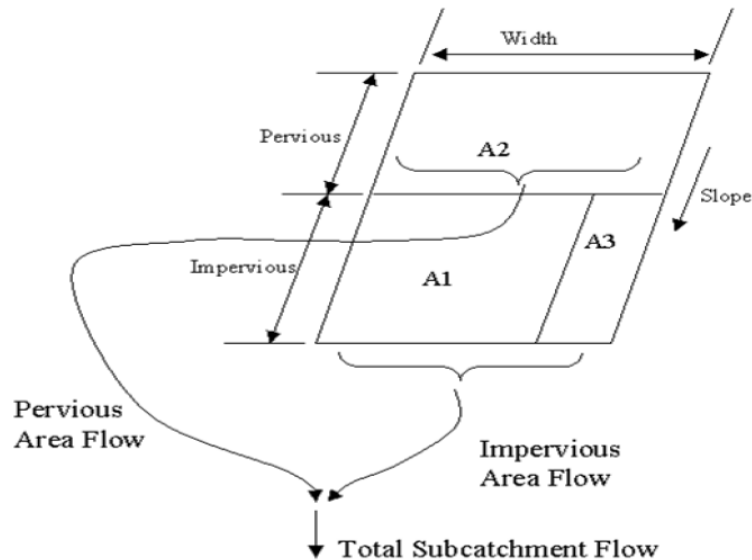 Width
Pervious
A2
Slope
Impervious
A3
A1
Pervious
Area Flow
Impervious
Area Flow
Total Subcatchment Flow